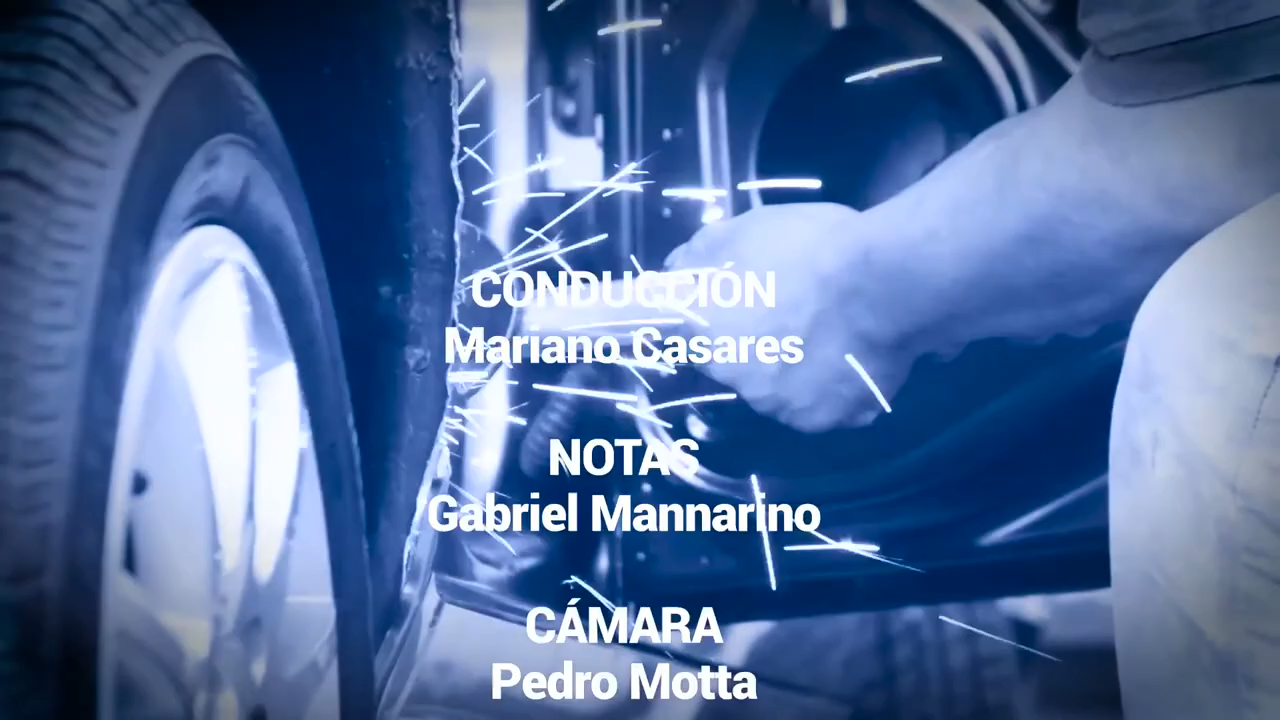 CONDUCCIÓN
Mariano Casares
NOTAS
Gabriel Mannarino
CÁMARA
Pedro Motta